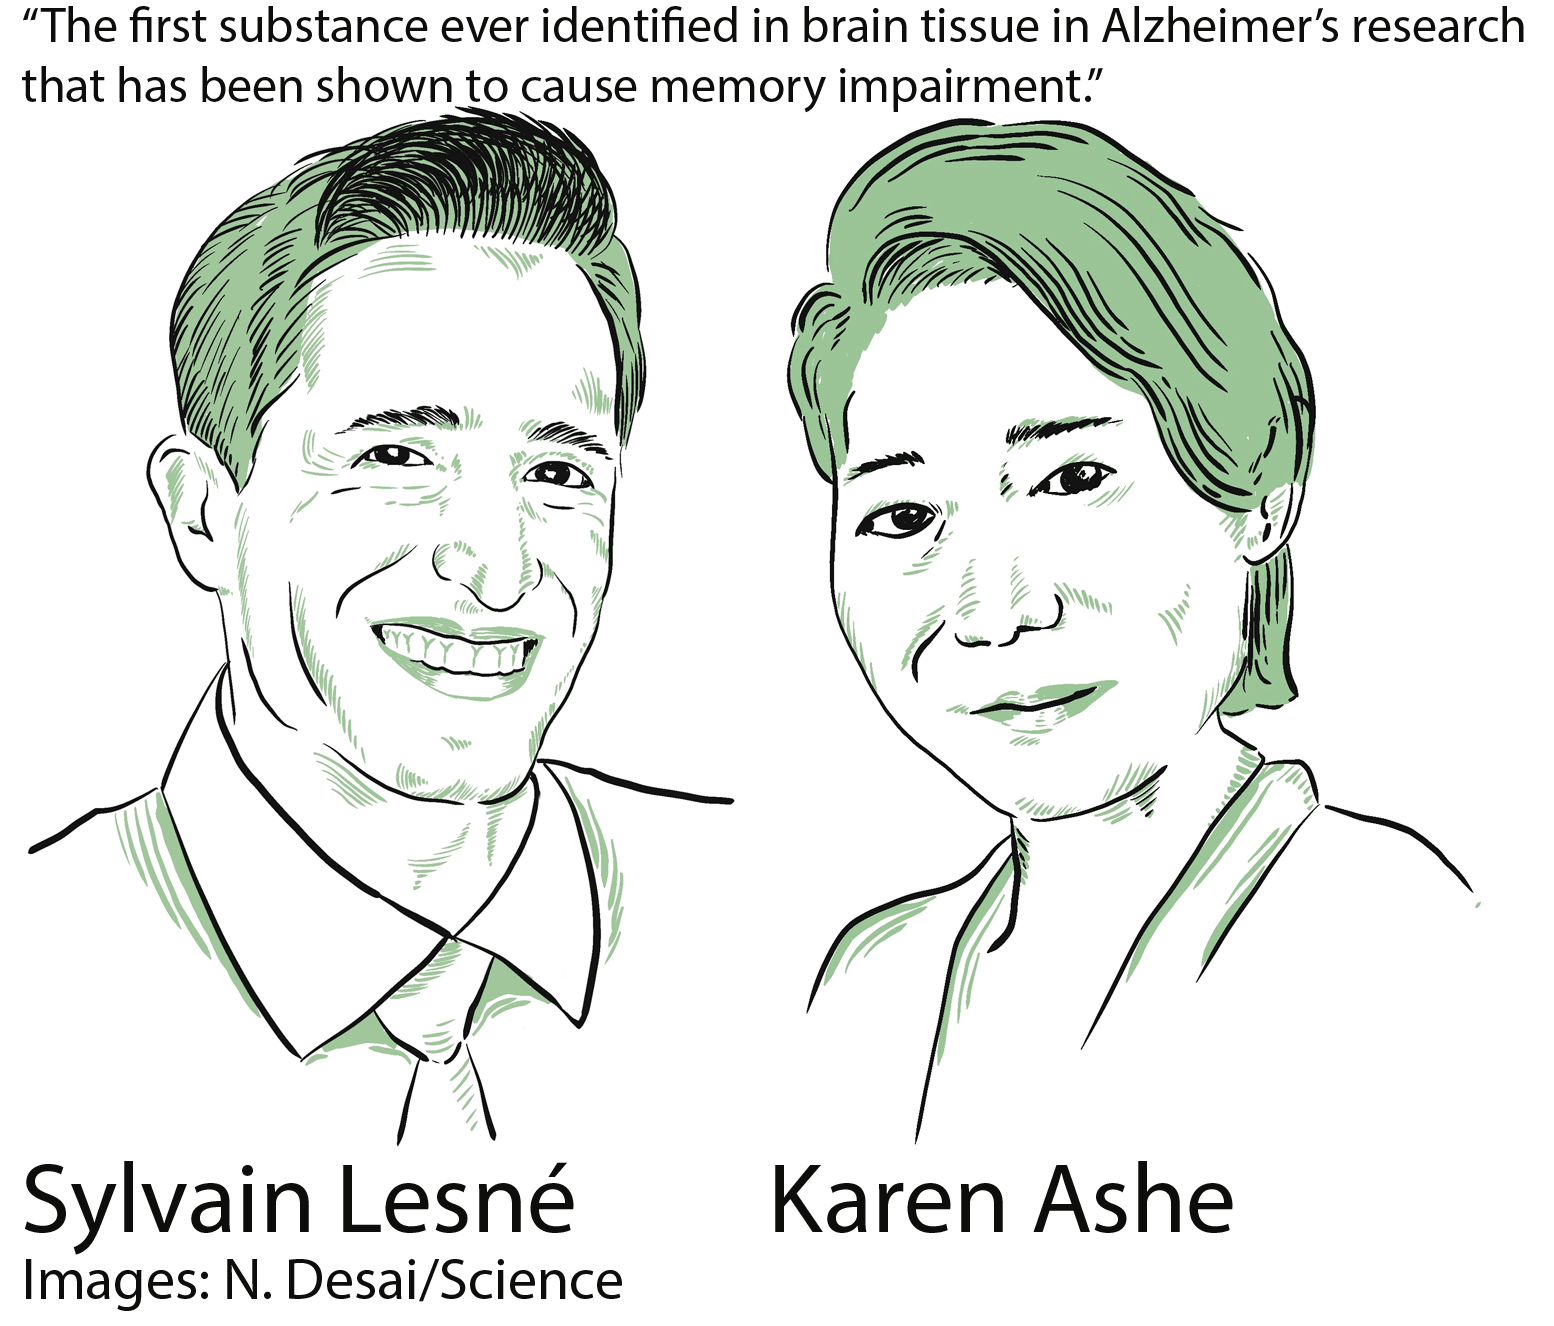 “The first substance ever identified in brain tissue in Alzheimer’s research
that has been shown to cause memory impairment.”
Sylvain Lesné
Karen Ashe
Images: N. Desai/Science